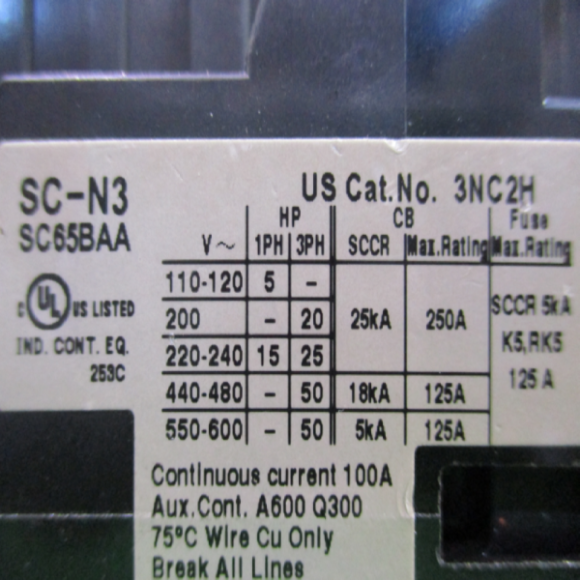 SC-N3
SC65BAA
c UL US LISTED
IND. CONT. EQ.
253C
US Cat.No. 3NC2H
HP CB Fuse
V~ 1PH 3PH SCCR Max.Rating Max.Rating
110-120 5 -
200 - 20 25kA 250A SCCR 5kA
220-240 15 25 K5,RK5
440-480 - 50 18kA 125A 125 A
550-600 - 50 5kA 125A
Continuous current 100A
Aux.Cont. A600 Q300
75°C Wire Cu Only
Break All Lines